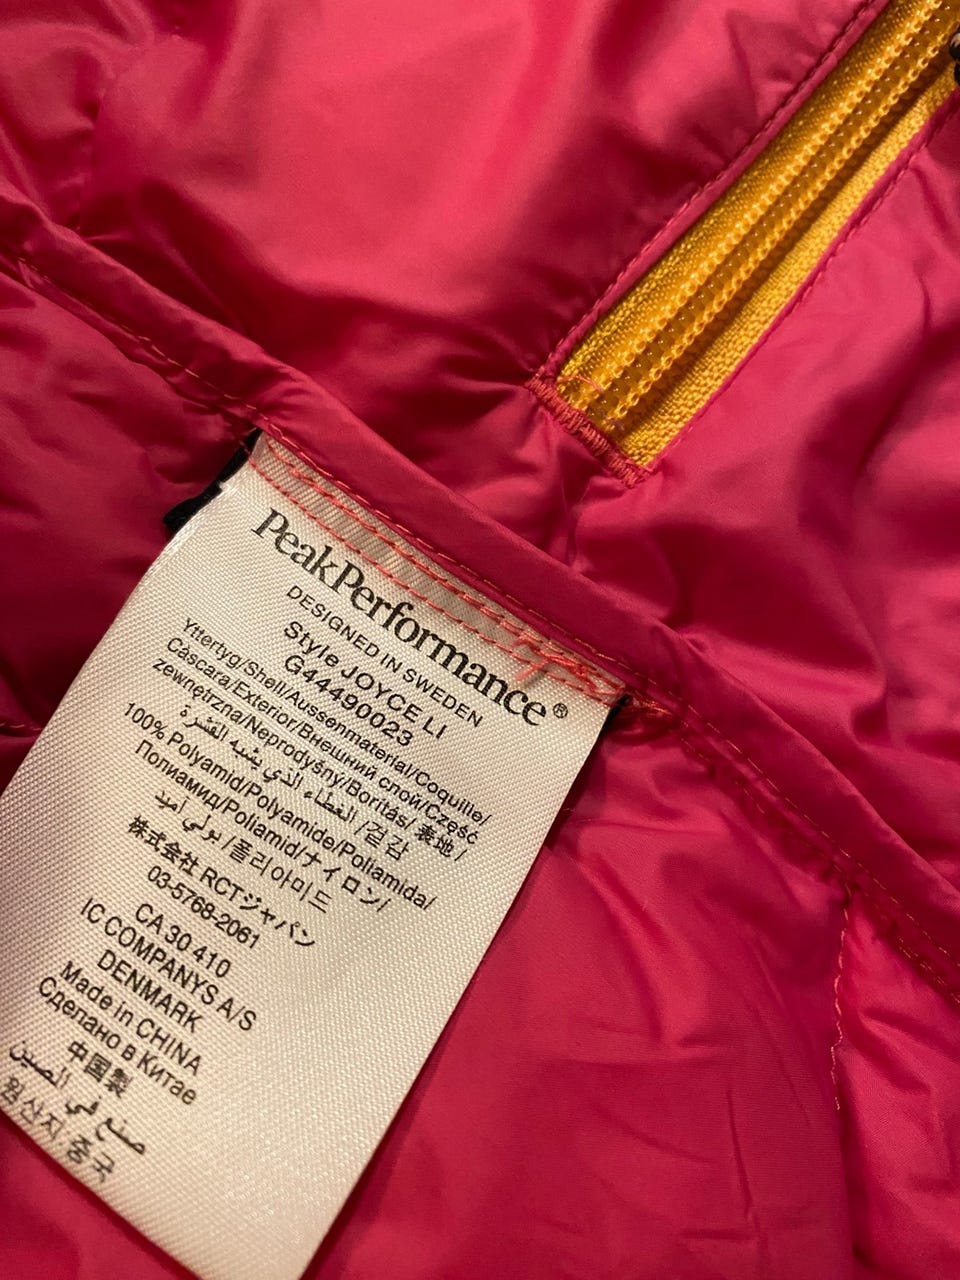 PeakPerformance®
DESIGNED IN SWEDEN
Style JOYCE LI
G44490023
Yttertyg/Shell/Aussenmaterial/Coquille/
Cáscara/Exterior/Внешний слой/Część
zewnętrzna/Neprodyšný/Borítás/ 表地 /
الغطاء الذي يشبه القشرة /겉감
100% Polyamid/Polyamide/Poliamida/
Полиамид/Poliamid/ナイロン/
بولي أميد /폴리아미드
株式会社 RCTジャパン
03-5768-2061
CA 30 410
IC COMPANYS A/S
DENMARK
Made in CHINA
Сделано в Китае
中国製
صنع في الصين
원산지/중국